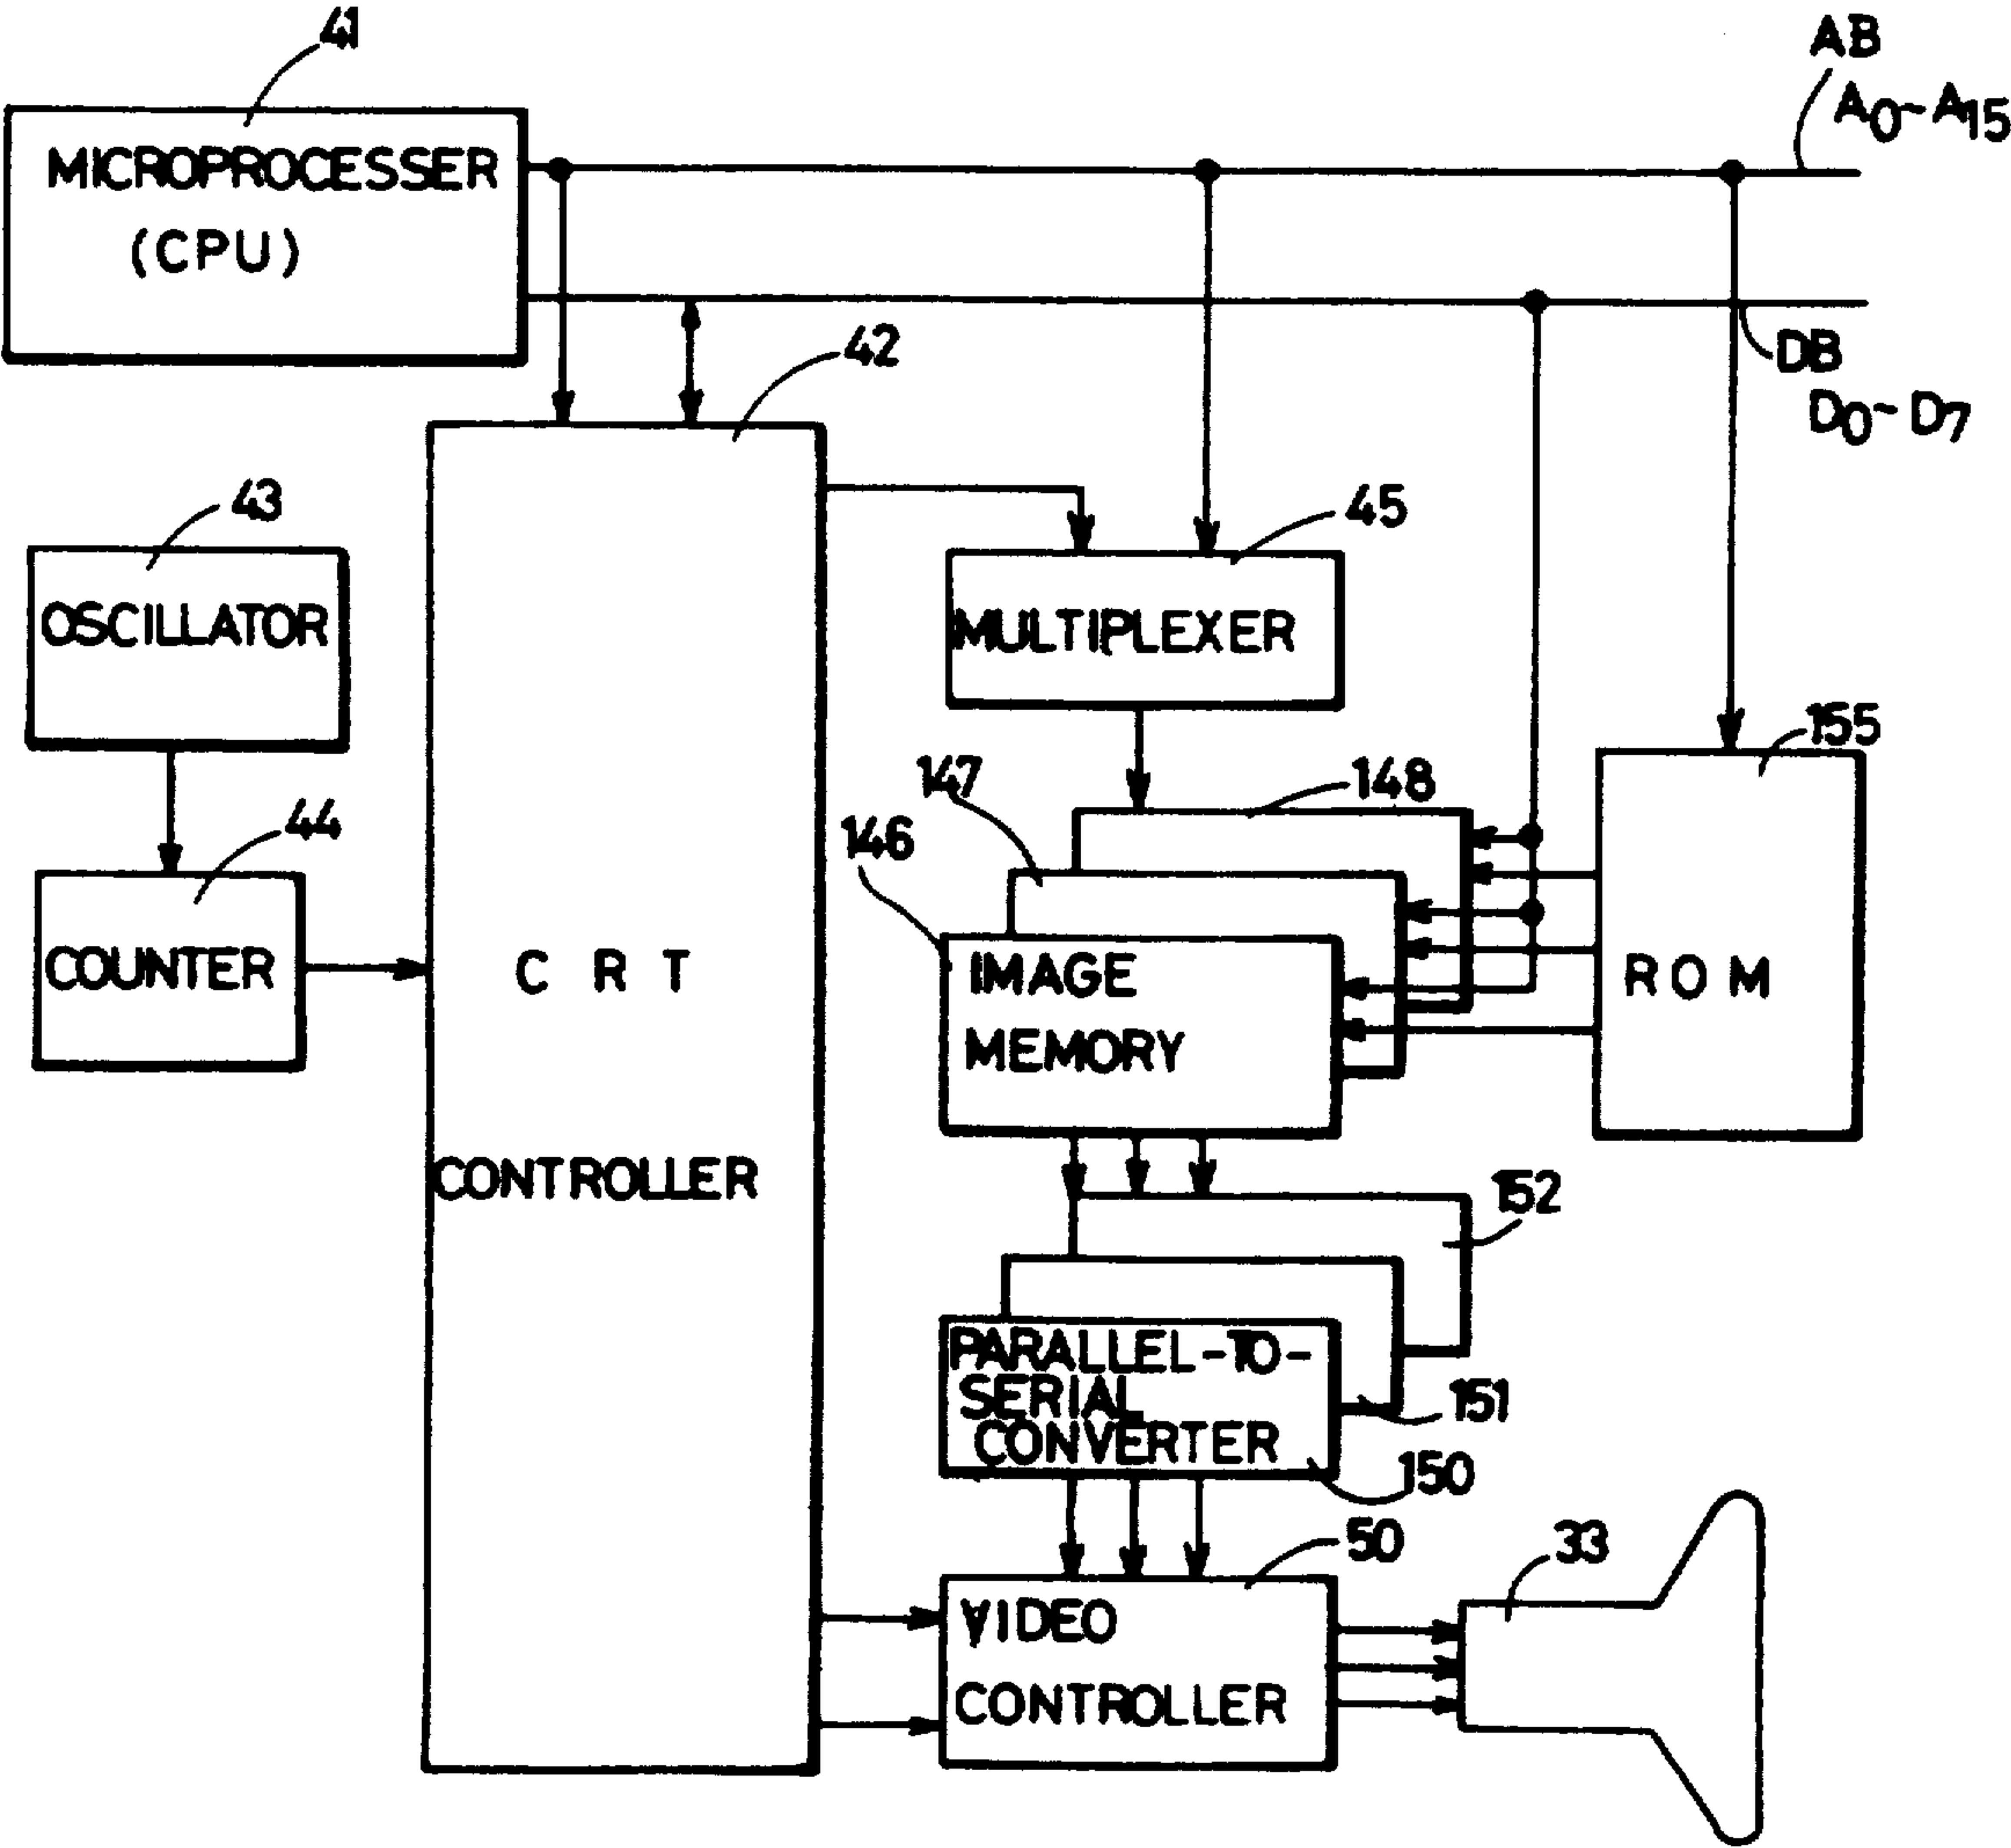 41
AB
A0~A15
MICROPROCESSER
(CPU)
DB
D0~D7
42
43
45
OSCILLATOR
MULTIPLEXER
155
147
148
44
146
COUNTER
C R T
CONTROLLER
IMAGE
MEMORY
ROM
152
PARALLEL-TO-
SERIAL
CONVERTER
151
150
50
33
VIDEO
CONTROLLER